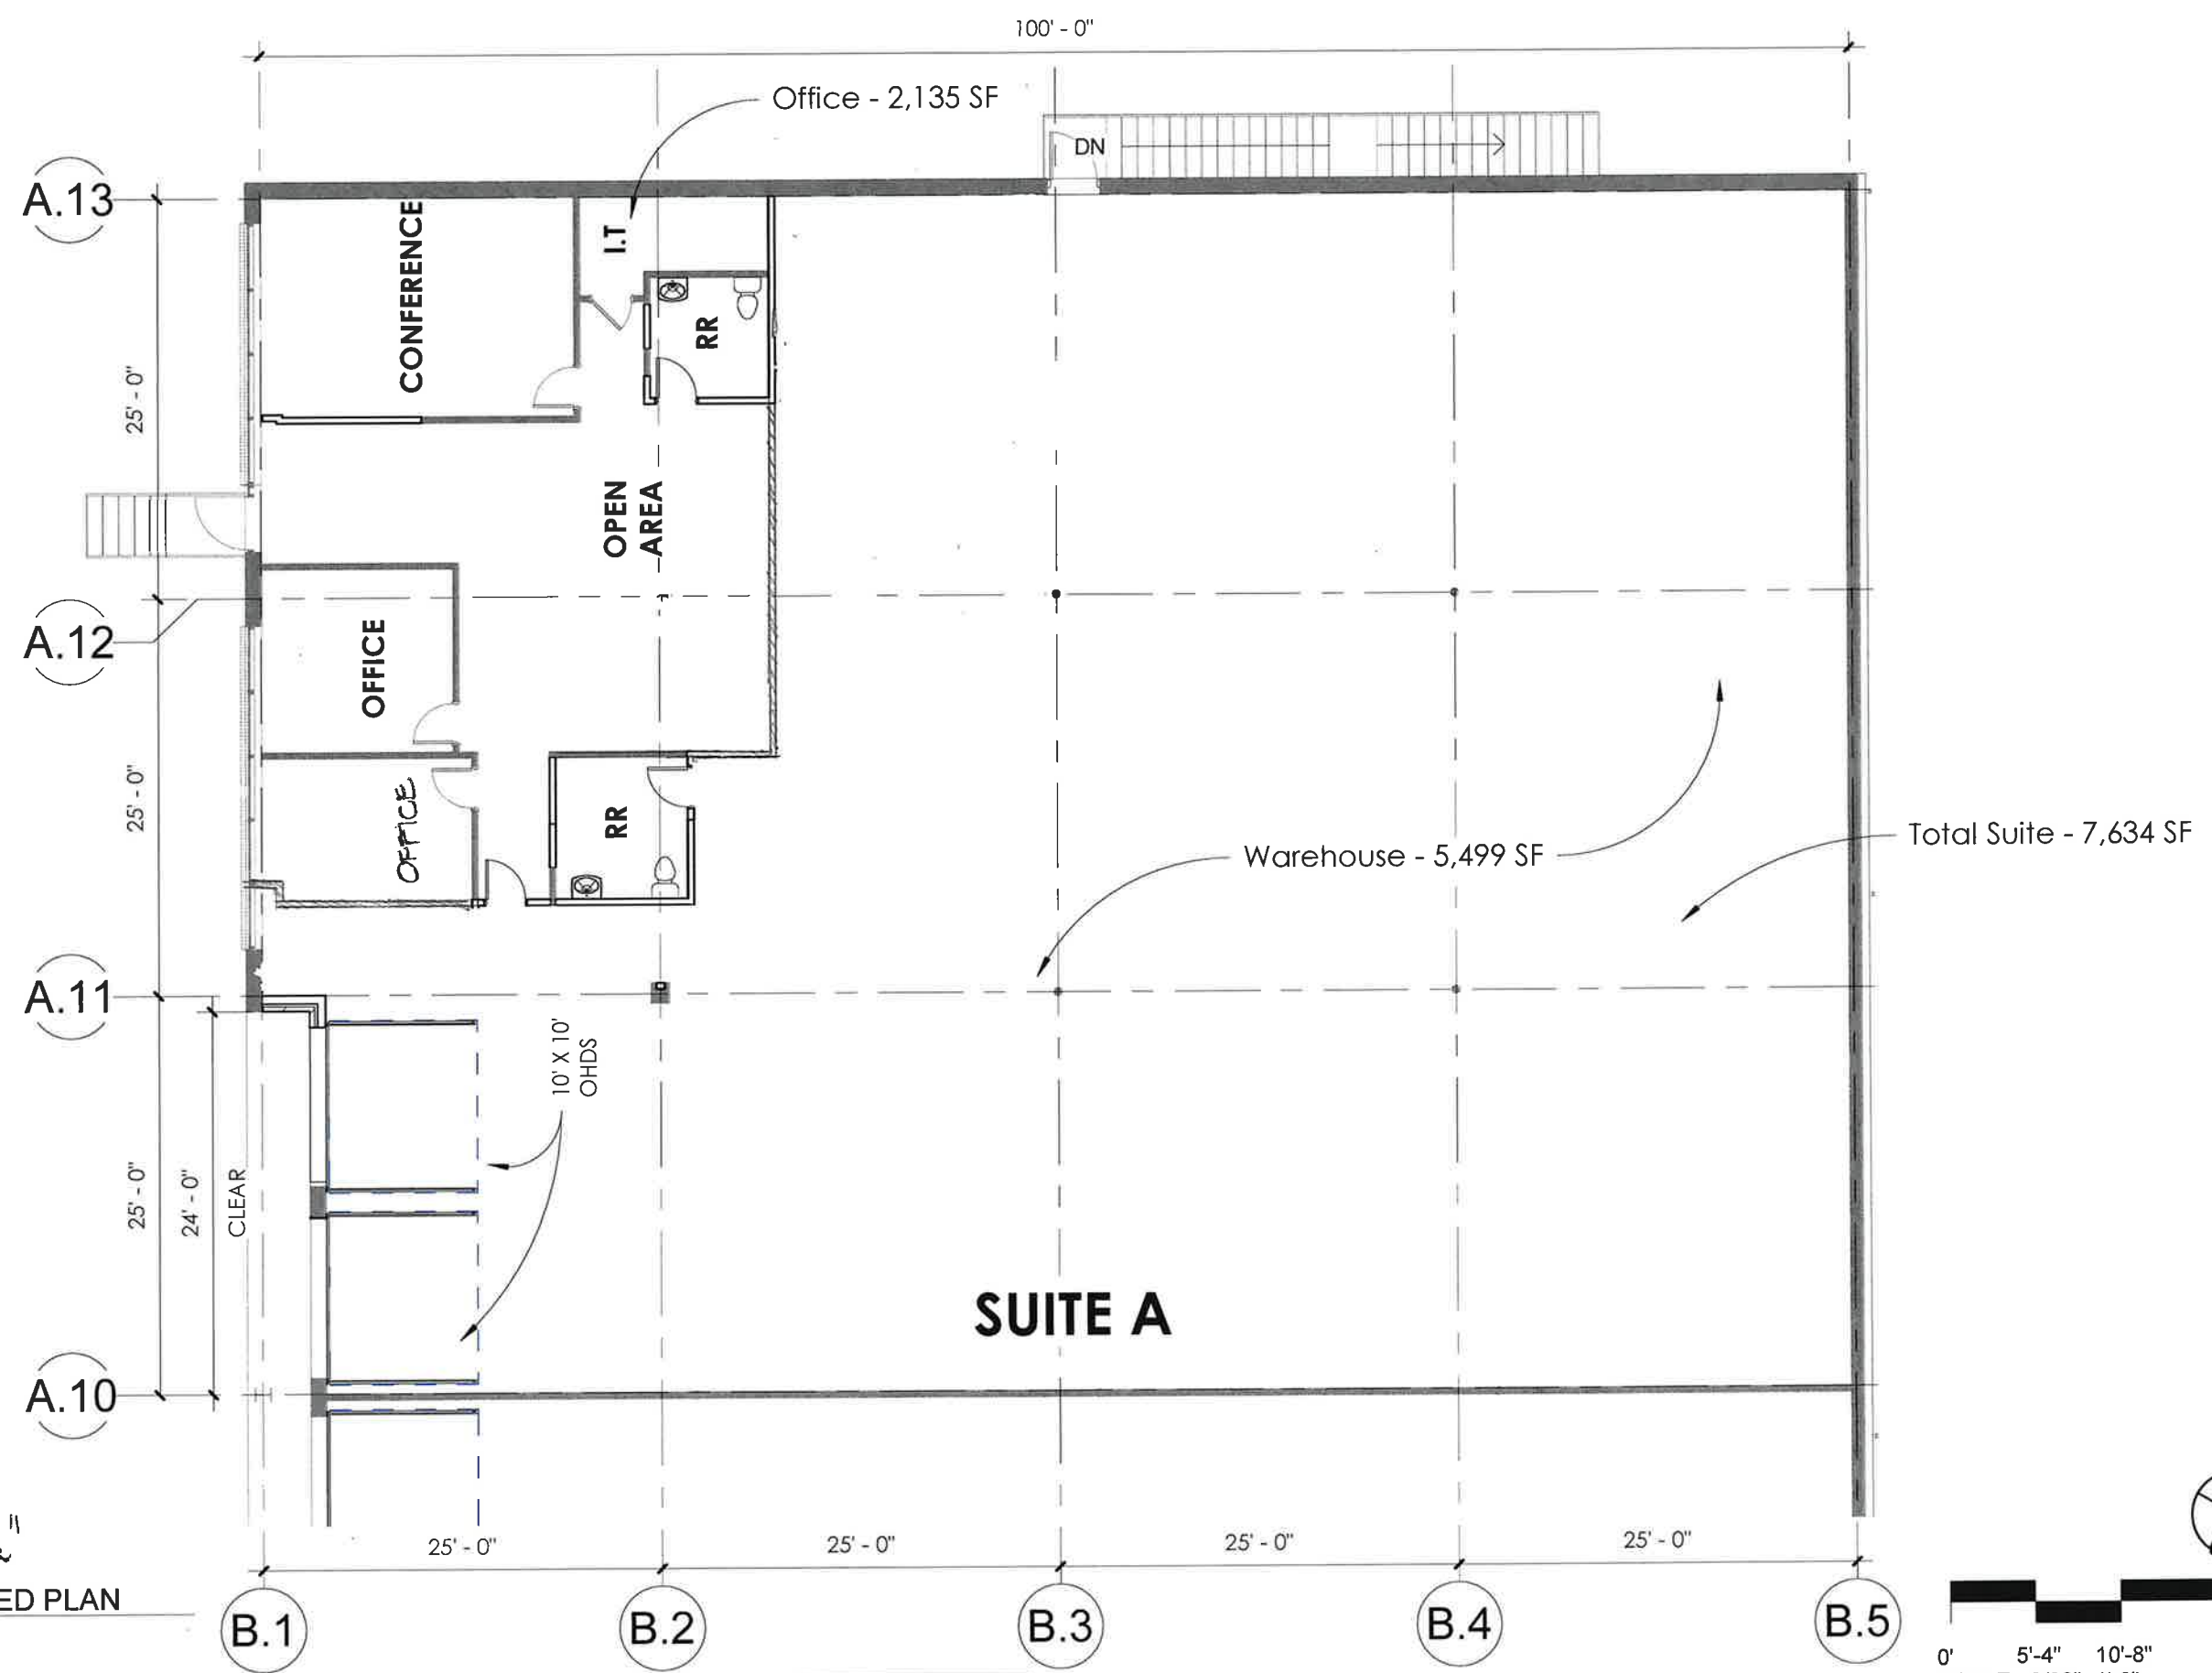 100' - 0"
Office - 2,135 SF
DN
A.13
CONFERENCE
I.T
RR
25' - 0"
OPEN
AREA
A.12
OFFICE
25' - 0"
OFFICE
RR
Warehouse - 5,499 SF
Total Suite - 7,634 SF
A.11
10' X 10'
OHDS
25' - 0"
24' - 0"
CLEAR
SUITE A
A.10
25' - 0"
25' - 0"
25' - 0"
25' - 0"
ED PLAN
B.1
B.2
B.3
B.4
B.5
0'
5'-4"
10'-8"